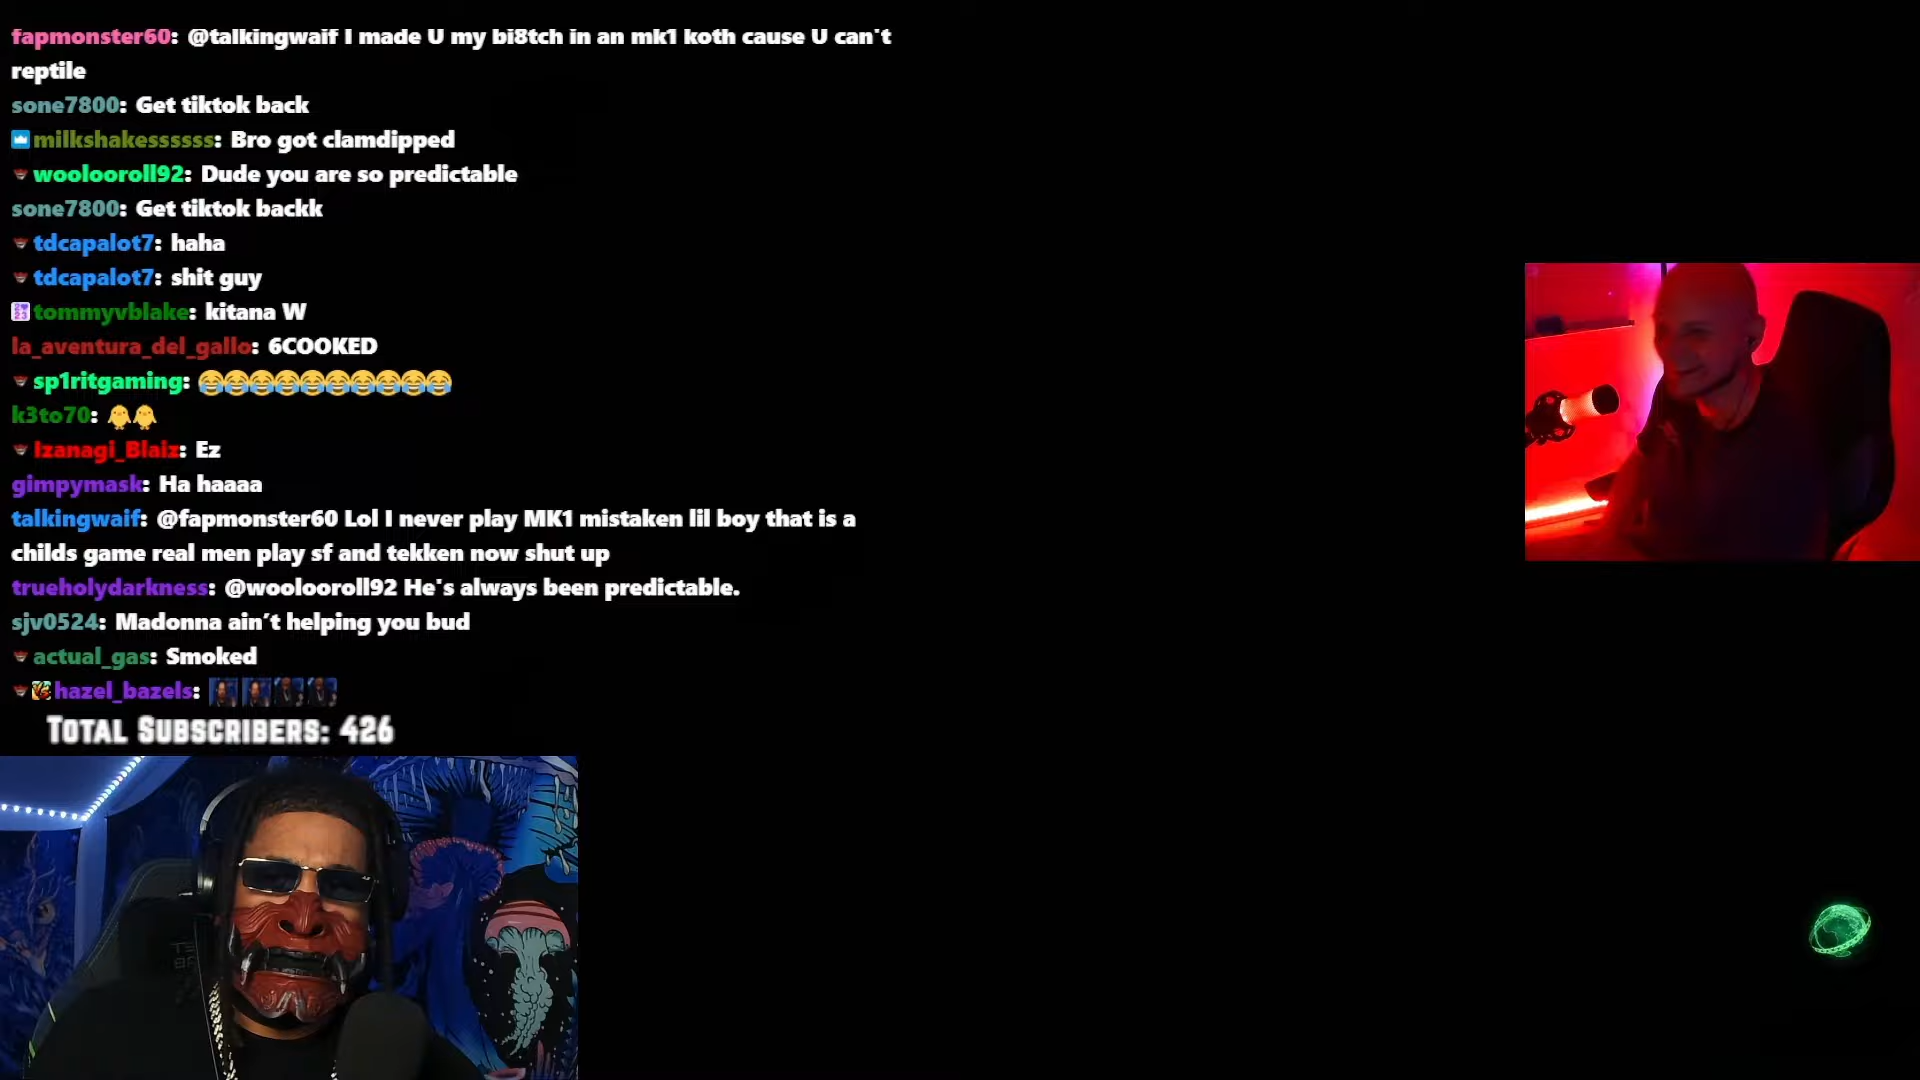 fapmonster60: @talkingwaif I made U my bi8tch in an mk1 koth cause U can't
reptile
sone7800: Get tiktok back
milkshakessssss: Bro got clamdipped
woolooroll92: Dude you are so predictable
sone7800: Get tiktok backk
tdcapalot7: haha
tdcapalot7: shit guy
tommyvblake: kitana W
la_aventura_del_gallo: 6COOKED
sp1ritgaming: 😂😂😂😂😂😂😂😂😂😂
k3to70: 🐥🐥
Izanagi_Blaiz: Ez
gimpymask: Ha haaaa
talkingwaif: @fapmonster60 Lol I never play MK1 mistaken lil boy that is a
childs game real men play sf and tekken now shut up
trueholydarkness: @woolooroll92 He's always been predictable.
sjv0524: Madonna ain’t helping you bud
actual_gas: Smoked
hazel_bazels:
Total Subscribers: 426